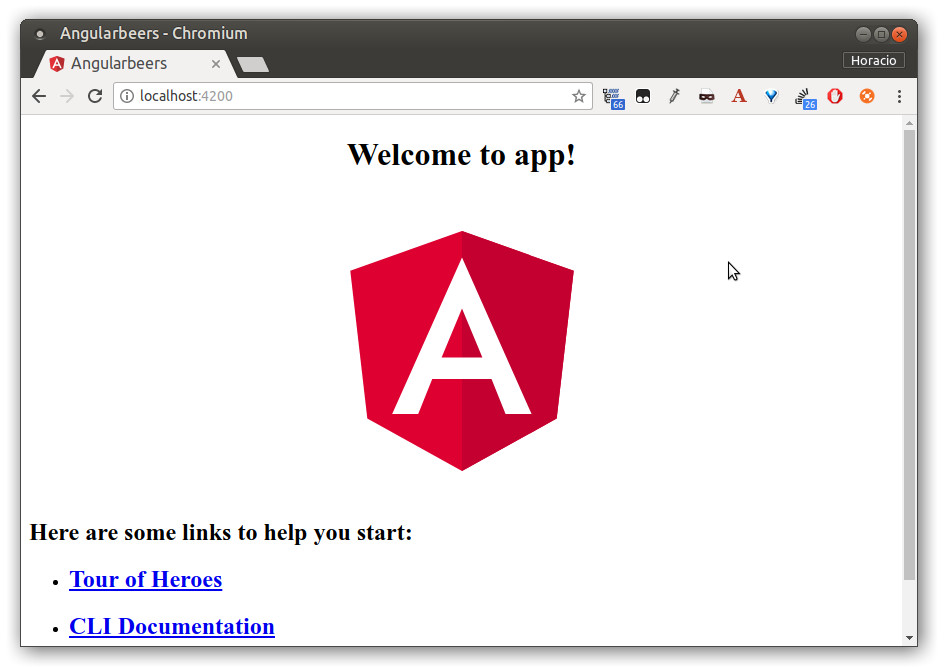 Angularbeers - Chromium
Angularbeers
Horacio
localhost:4200
66
A
26
Welcome to app!
A
Here are some links to help you start:
Tour of Heroes
CLI Documentation